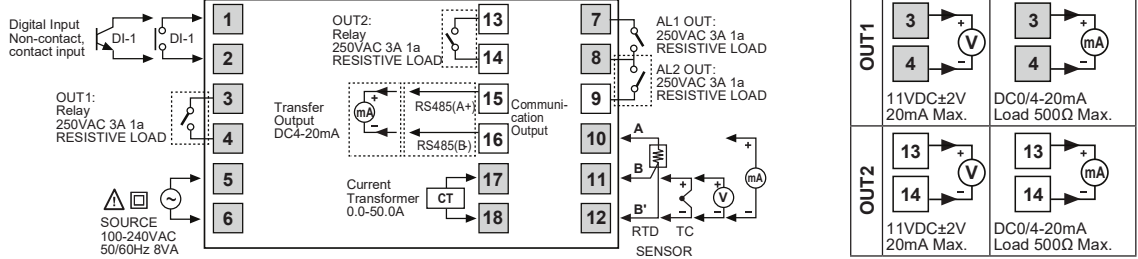 Digital Input
Non-contact,
contact input
DI-1
DI-1
1
2
OUT1:
Relay
250VAC 3A 1a
RESISTIVE LOAD
3
4
5
6
SOURCE
100-240VAC
50/60Hz 8VA
OUT2:
Relay
250VAC 3A 1a
RESISTIVE LOAD
13
14
Transfer
Output
DC4-20mA
mA
+
−
RS485(A+)
RS485(B-)
15
16
Communi-
cation
Output
Current
Transformer
0.0-50.0A
CT
17
18
7
8
9
10
11
12
AL1 OUT:
250VAC 3A 1a
RESISTIVE LOAD
AL2 OUT:
250VAC 3A 1a
RESISTIVE LOAD
A
B
B'
+
−
+
V
−
+
mA
−
RTD
TC
SENSOR
OUT1
3
4
+
V
−
11VDC±2V
20mA Max.
3
4
+
mA
−
DC0/4-20mA
Load 500Ω Max.
OUT2
13
14
+
V
−
11VDC±2V
20mA Max.
13
14
+
mA
−
DC0/4-20mA
Load 500Ω Max.